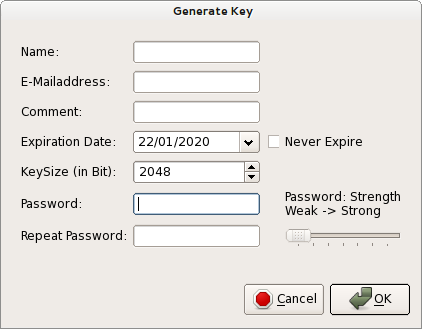 Generate Key
Name:
E-Mailaddress:
Comment:
Expiration Date: 22/01/2020 Never Expire
KeySize (in Bit): 2048
Password: Password: Strength
Weak -> Strong
Repeat Password:
Cancel OK